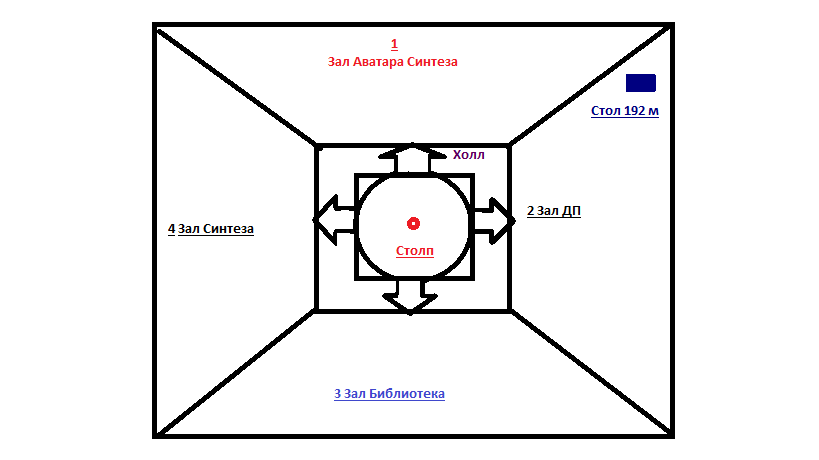 1
Зал Аватара Синтеза
Стол 192 м
Холл
2 Зал ДП
4 Зал Синтеза
Столп
3 Зал Библиотека